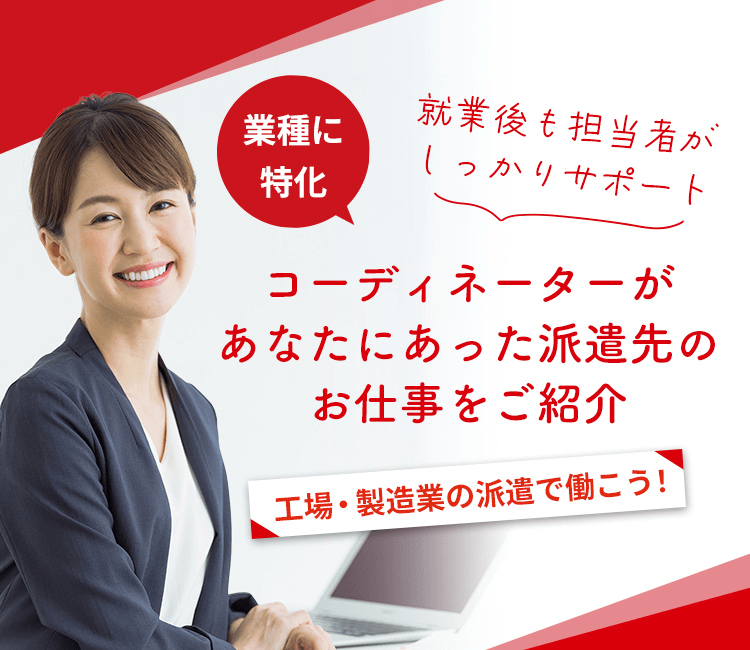 業種に
特化
就業後も担当者が
しっかりサポート
コーディネーターが
あなたにあった派遣先の
お仕事をご紹介
工場・製造業の派遣で働こう！